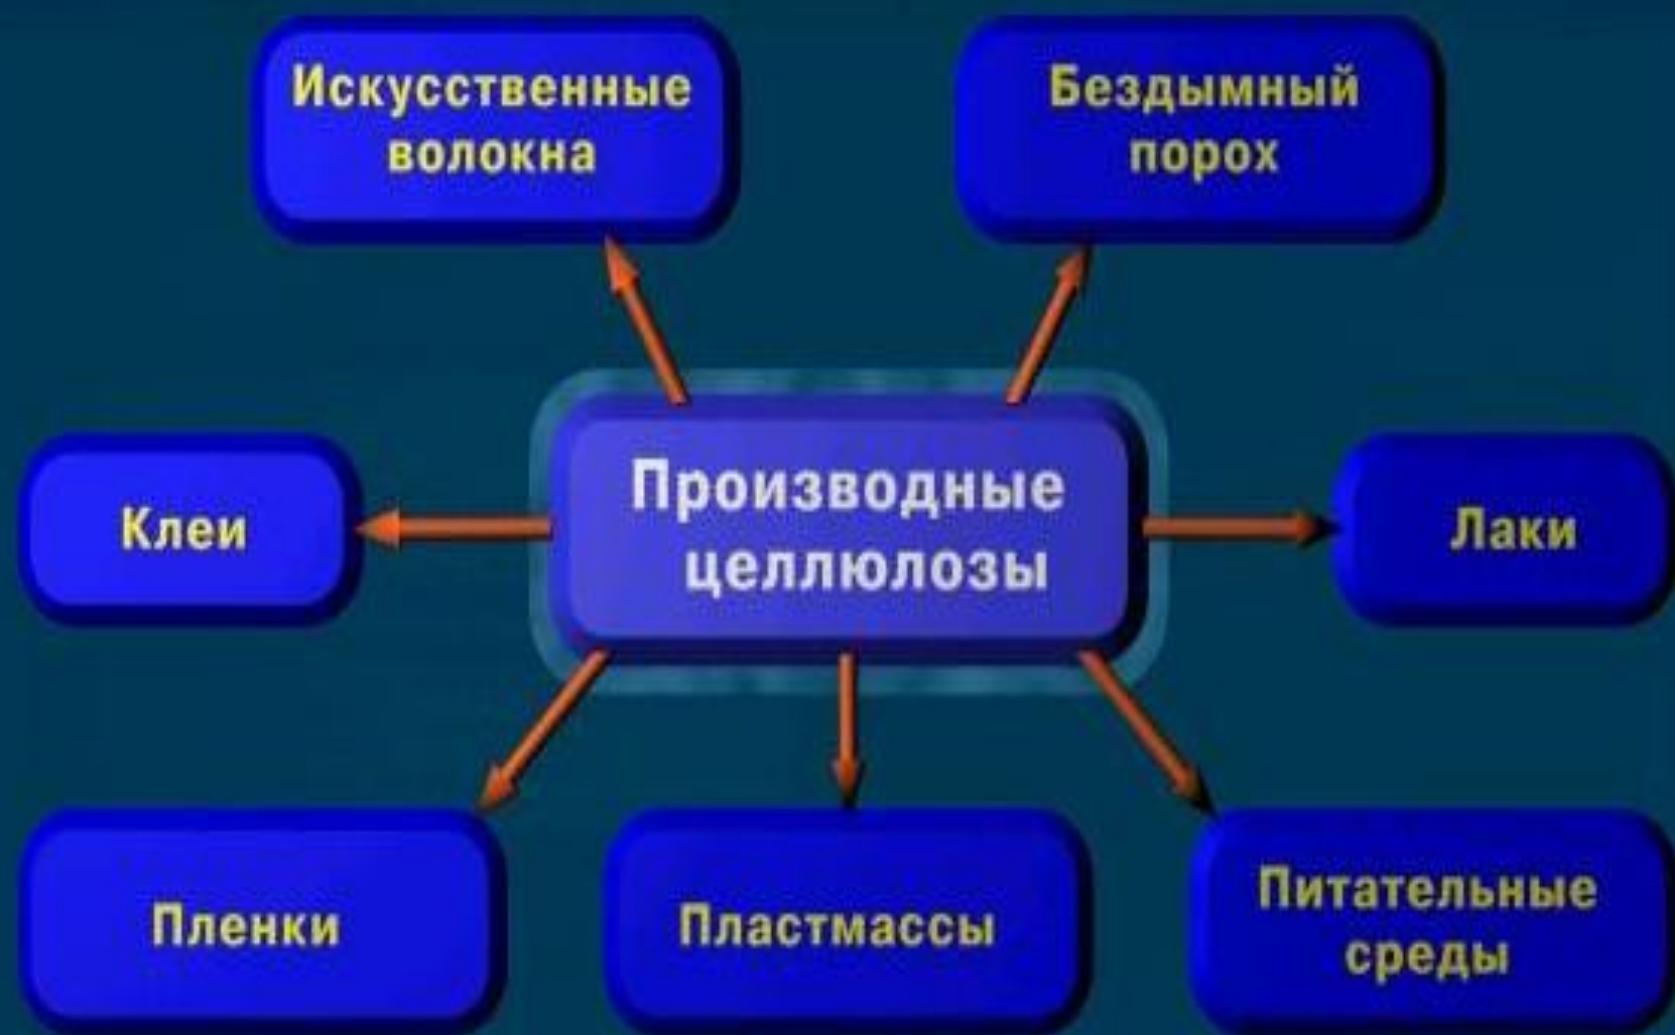 Искусственные
волокна
Бездымный
порох
Клеи
Производные
целлюлозы
Лаки
Пленки
Пластмассы
Питательные
среды